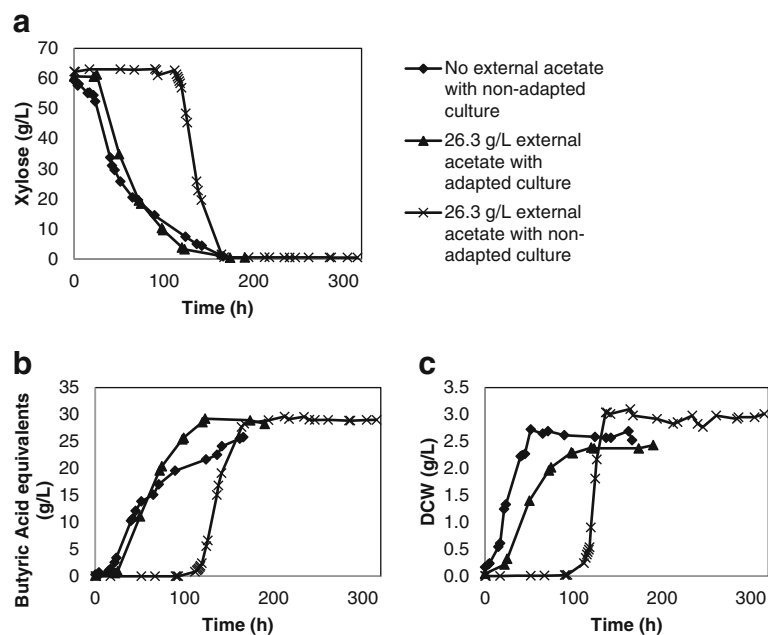 a
70
60
50
40
30
20
10
0
Xylose (g/L)
0 100 200 300
Time (h)
No external acetate
with non-adapted
culture
26.3 g/L external
acetate with
adapted culture
26.3 g/L external
acetate with non-
adapted culture
b
35
30
25
20
15
10
5
0
Butyric Acid equivalents
(g/L)
0 100 200 300
Time (h)
c
3.5
3.0
2.5
2.0
1.5
1.0
0.5
0.0
DCW (g/L)
0 100 200 300
Time (h)